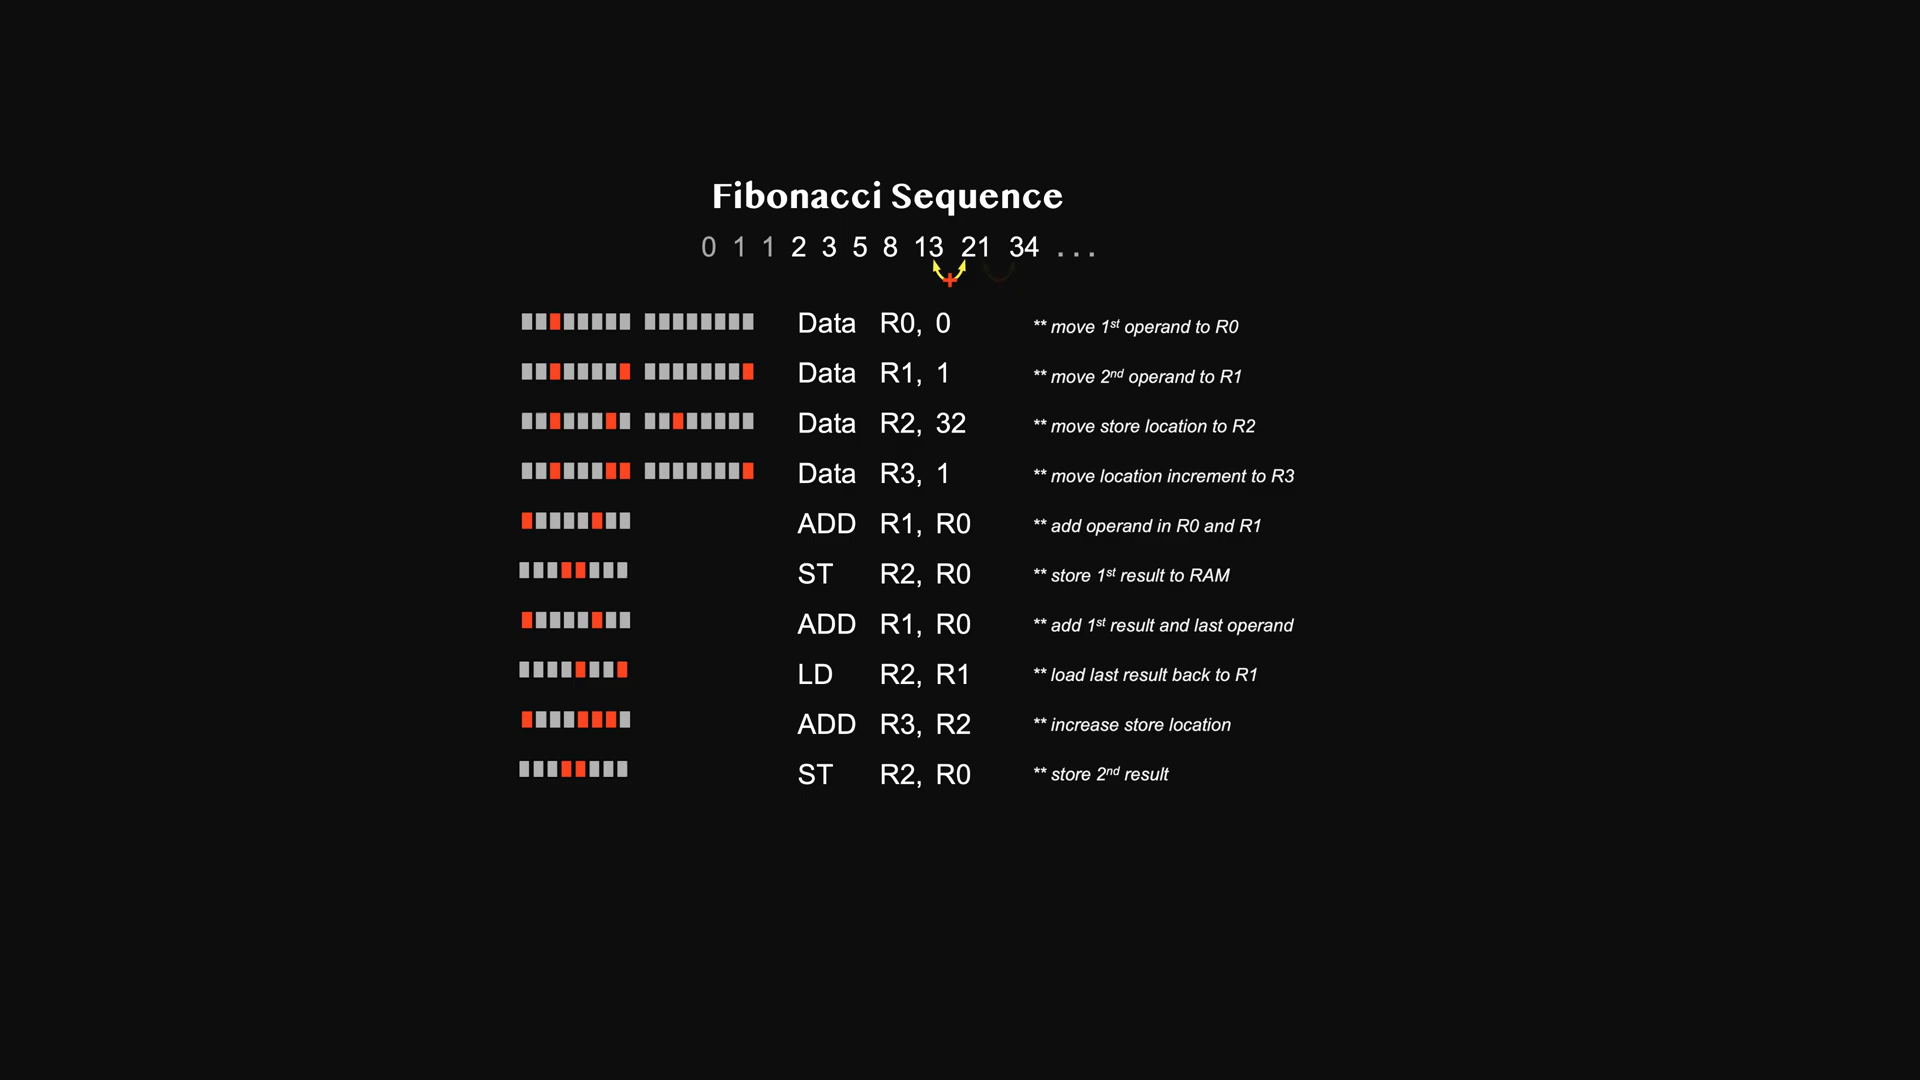 Fibonacci Sequence
0 1 1 2 3 5 8 13 21 34 ...
+
Data R0, 0 ** move 1st operand to R0
Data R1, 1 ** move 2nd operand to R1
Data R2, 32 ** move store location to R2
Data R3, 1 ** move location increment to R3
ADD R1, R0 ** add operand in R0 and R1
ST R2, R0 ** store 1st result to RAM
ADD R1, R0 ** add 1st result and last operand
LD R2, R1 ** load last result back to R1
ADD R3, R2 ** increase store location
ST R2, R0 ** store 2nd result